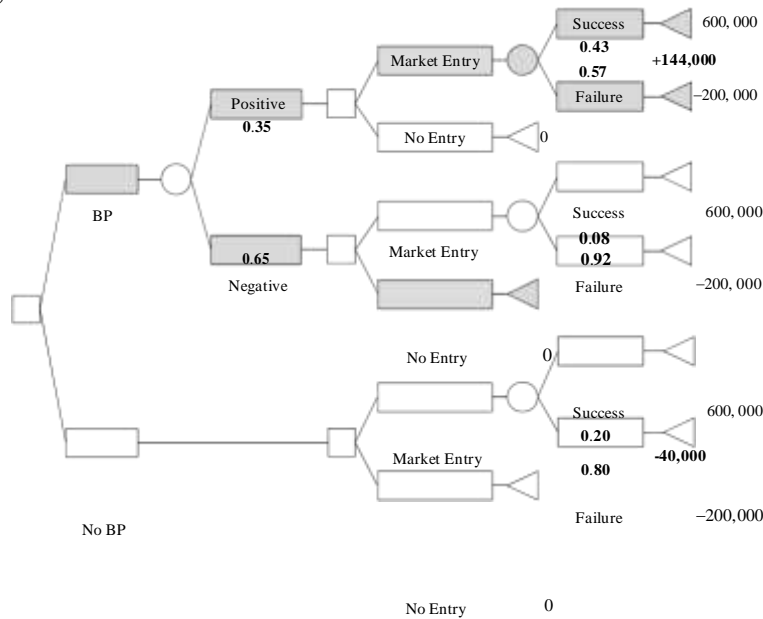 Success
600, 000
0.43
Market Entry
+144,000
0.57
Positive
Failure
–200, 000
0.35
No Entry
0
BP
Success
600, 000
0.08
Market Entry
0.65
0.92
Negative
Failure
–200, 000
No Entry
0
Success
600, 000
0.20
Market Entry
-40,000
0.80
No BP
Failure
–200,000
No Entry
0